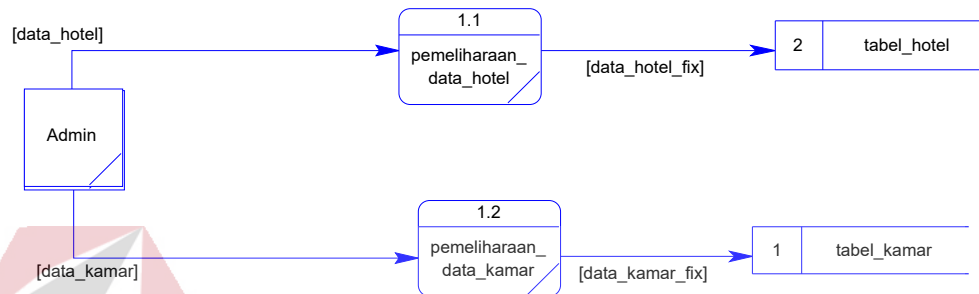 [data_hotel]
1.1
pemeliharaan_
data_hotel
[data_hotel_fix]
2
tabel_hotel
Admin
1.2
pemeliharaan_
data_kamar
[data_kamar]
[data_kamar_fix]
1
tabel_kamar